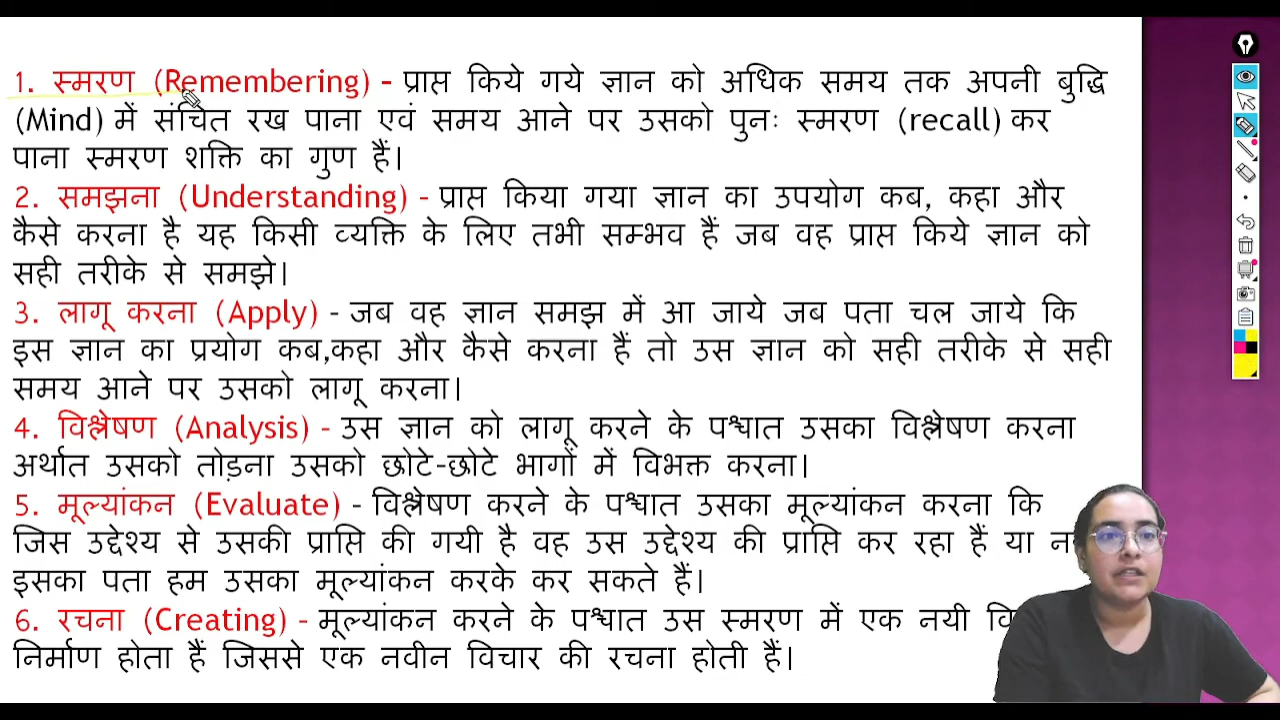 1. स्मरण (Remembering) – प्राप्त किये गये ज्ञान को अधिक समय तक अपनी बुद्धि
(Mind) में संचित रख पाना एवं समय आने पर उसको पुनः स्मरण (recall) कर
पाना स्मरण शक्ति का गुण हैं।
2. समझना (Understanding) – प्राप्त किया गया ज्ञान का उपयोग कब, कहा और
कैसे करना है यह किसी व्यक्ति के लिए तभी सम्भव हैं जब वह प्राप्त किये ज्ञान को
सही तरीके से समझे।
3. लागू करना (Apply) – जब वह ज्ञान समझ में आ जाये जब पता चल जाये कि
इस ज्ञान का प्रयोग कब,कहा और कैसे करना हैं तो उस ज्ञान को सही तरीके से सही
समय आने पर उसको लागू करना।
4. विश्लेषण (Analysis) – उस ज्ञान को लागू करने के पश्चात उसका विश्लेषण करना
अर्थात उसको तोड़ना उसको छोटे-छोटे भागों में विभक्त करना।
5. मूल्यांकन (Evaluate) – विश्लेषण करने के पश्चात उसका मूल्यांकन करना कि
जिस उद्देश्य से उसकी प्राप्ति की गयी है वह उस उद्देश्य की प्राप्ति कर रहा हैं या
इसका पता हम उसका मूल्यांकन करके कर सकते हैं।
6. रचना (Creating) – मूल्यांकन करने के पश्चात उस स्मरण में एक नयी
निर्माण होता हैं जिससे एक नवीन विचार की रचना होती हैं।